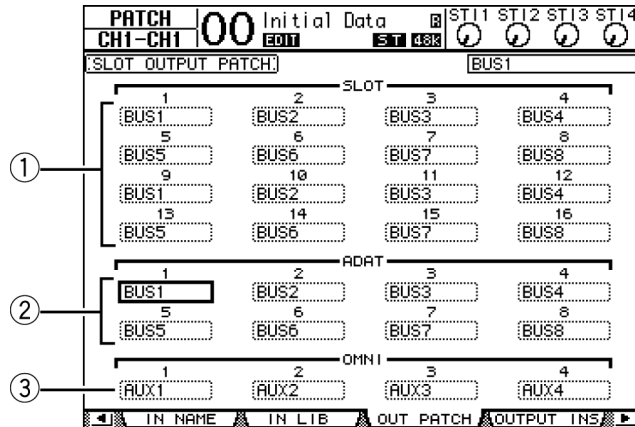 PATCH
CH1-CH1
00 Initial Data
EDIT
R
ST 48k
STI1 STI2 STI3 STI4
SLOT OUTPUT PATCH
BUS1
SLOT
1 2 3 4
BUS1 BUS2 BUS3 BUS4
5 6 7 8
BUS5 BUS6 BUS7 BUS8
9 10 11 12
BUS1 BUS2 BUS3 BUS4
13 14 15 16
BUS5 BUS6 BUS7 BUS8
1
ADAT
1 2 3 4
BUS1 BUS2 BUS3 BUS4
5 6 7 8
BUS5 BUS6 BUS7 BUS8
2
OMNI
1 2 3 4
AUX1 AUX2 AUX3 AUX4
3
IN NAME IN LIB OUT PATCH OUTPUT INS